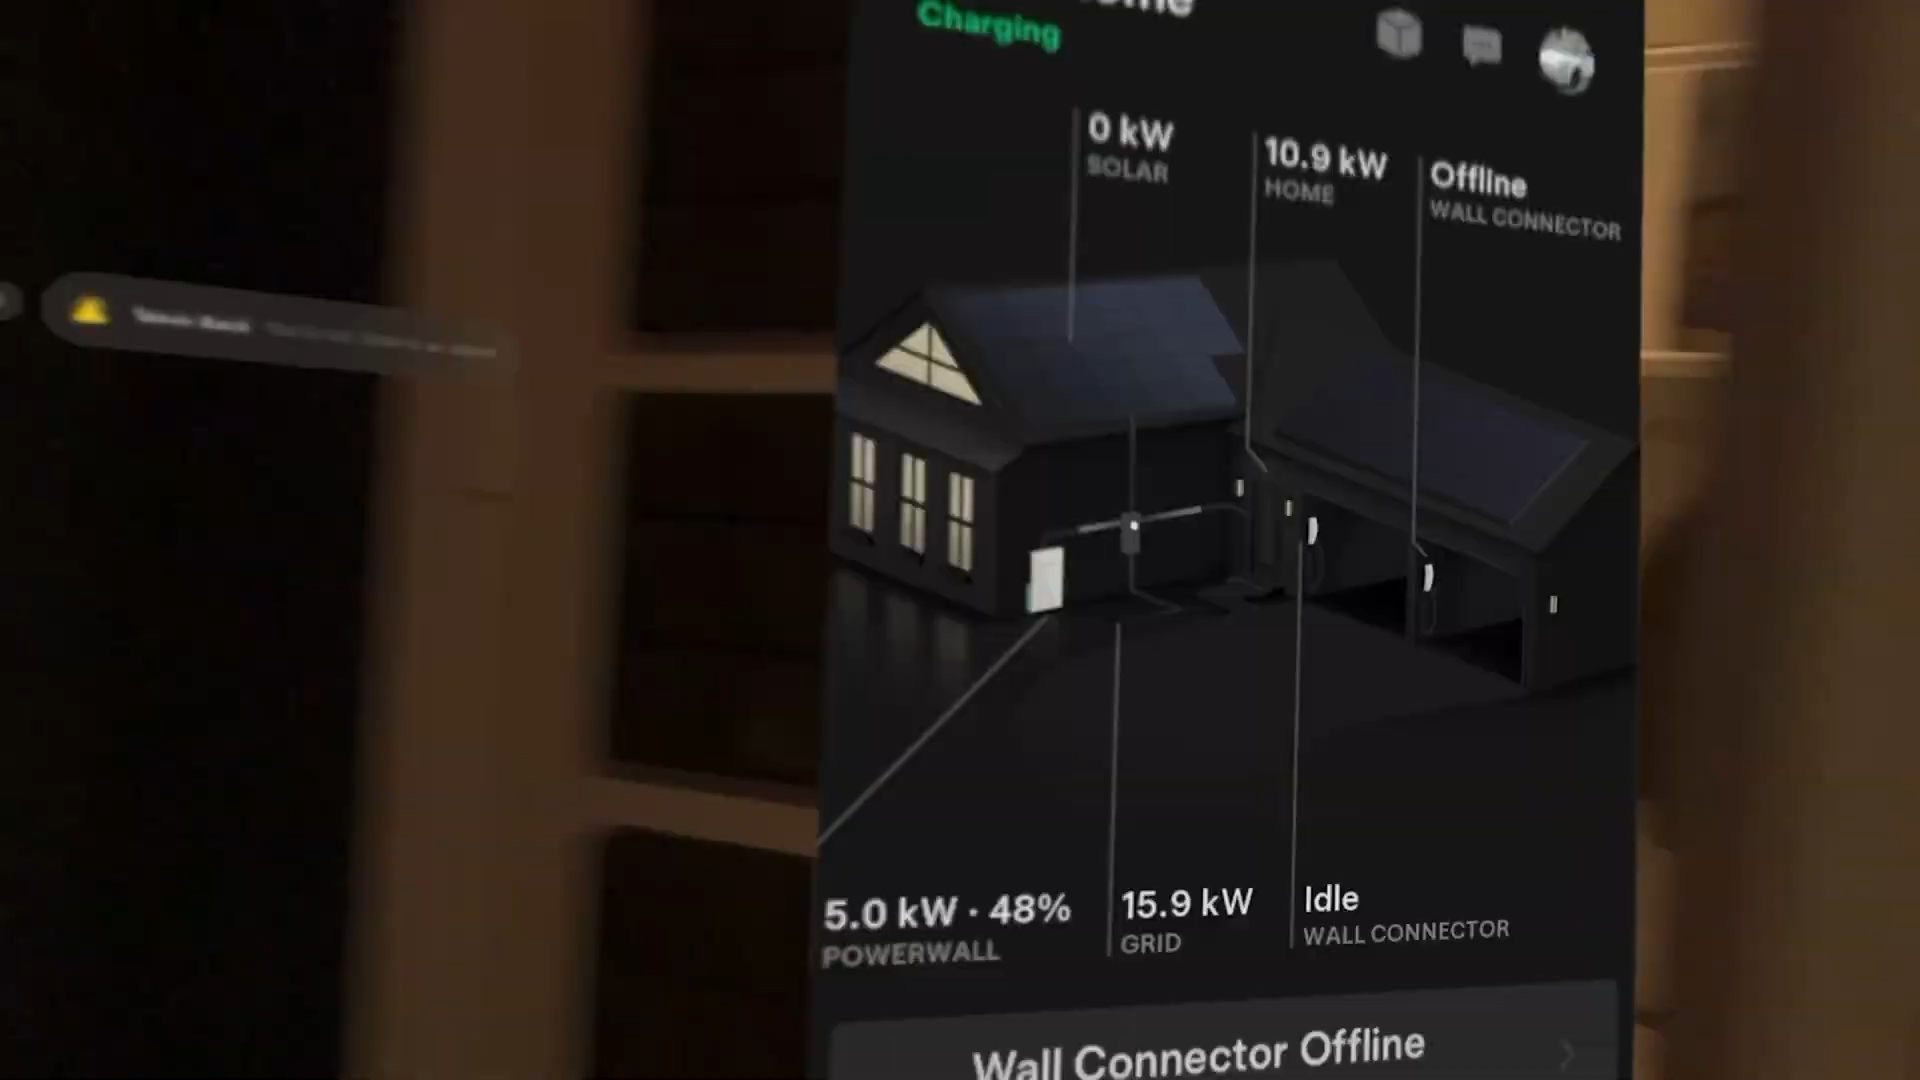 Charging
0 kW
SOLAR
10.9 kW
HOME
Offline
WALL CONNECTOR
5.0 kW · 48%
POWERWALL
15.9 kW
GRID
Idle
WALL CONNECTOR
Wall Connector Offline